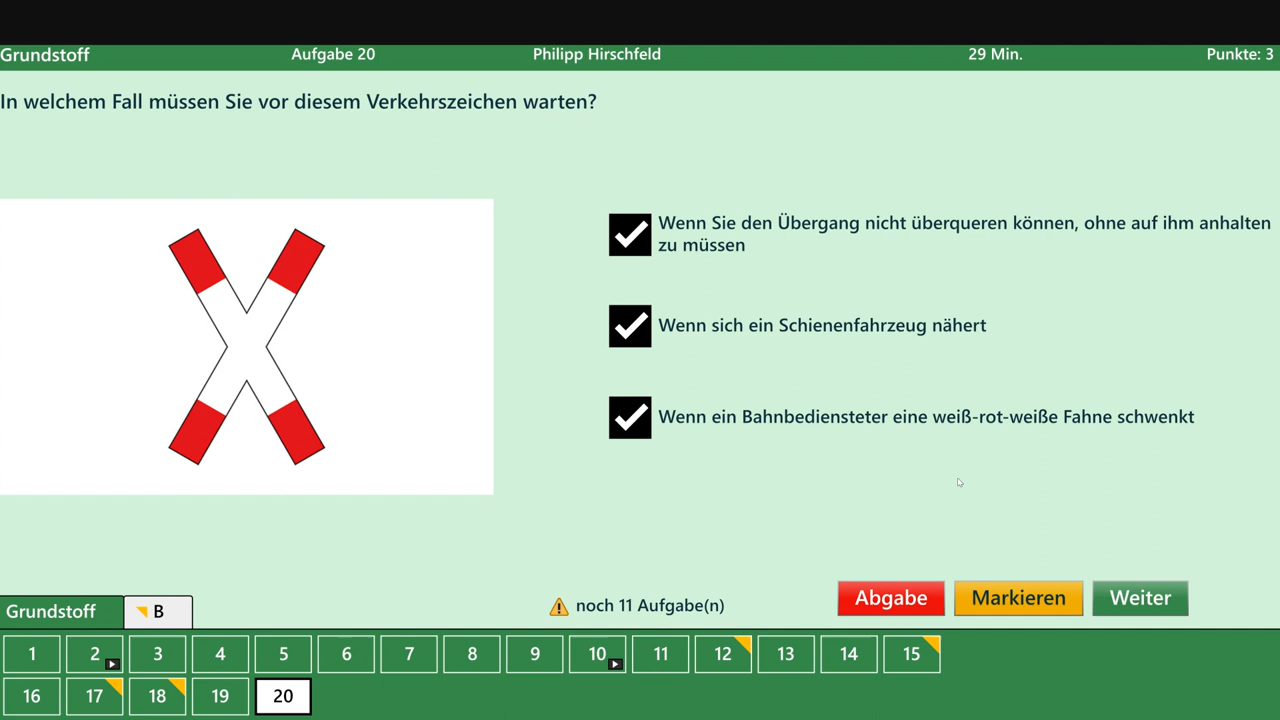 Grundstoff Aufgabe 20 Philipp Hirschfeld 29 Min. Punkte: 3
In welchem Fall müssen Sie vor diesem Verkehrszeichen warten?
Wenn Sie den Übergang nicht überqueren können, ohne auf ihm anhalten
zu müssen
Wenn sich ein Schienenfahrzeug nähert
Wenn ein Bahnbediensteter eine weiß-rot-weiße Fahne schwenkt
Grundstoff B noch 11 Aufgabe(n) Abgabe Markieren Weiter
1 2 3 4 5 6 7 8 9 10 11 12 13 14 15
16 17 18 19 20